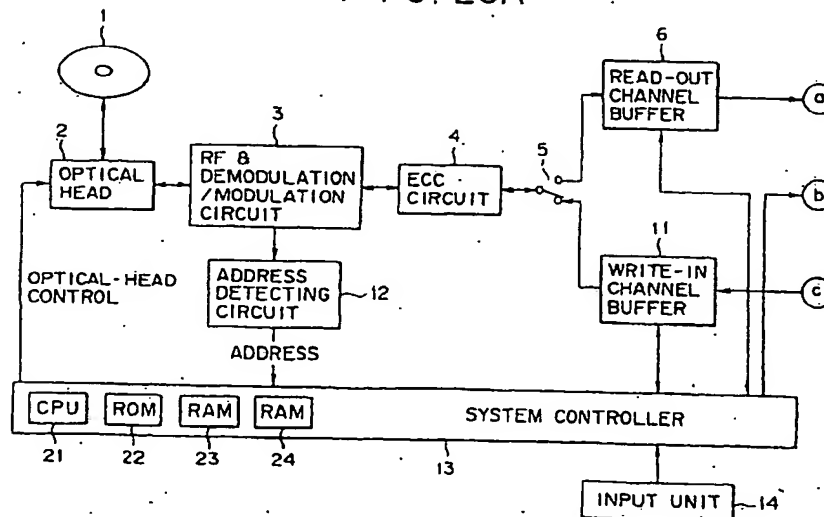 1
6
READ-OUT
CHANNEL
BUFFER
a
2
OPTICAL
HEAD
3
RF &
DEMODULATION
/MODULATION
CIRCUIT
4
ECC
CIRCUIT
5
b
OPTICAL-HEAD
CONTROL
ADDRESS
DETECTING
CIRCUIT
12
11
WRITE-IN
CHANNEL
BUFFER
c
ADDRESS
CPU
ROM
RAM
RAM
SYSTEM CONTROLLER
21
22
23
24
13
INPUT UNIT
14